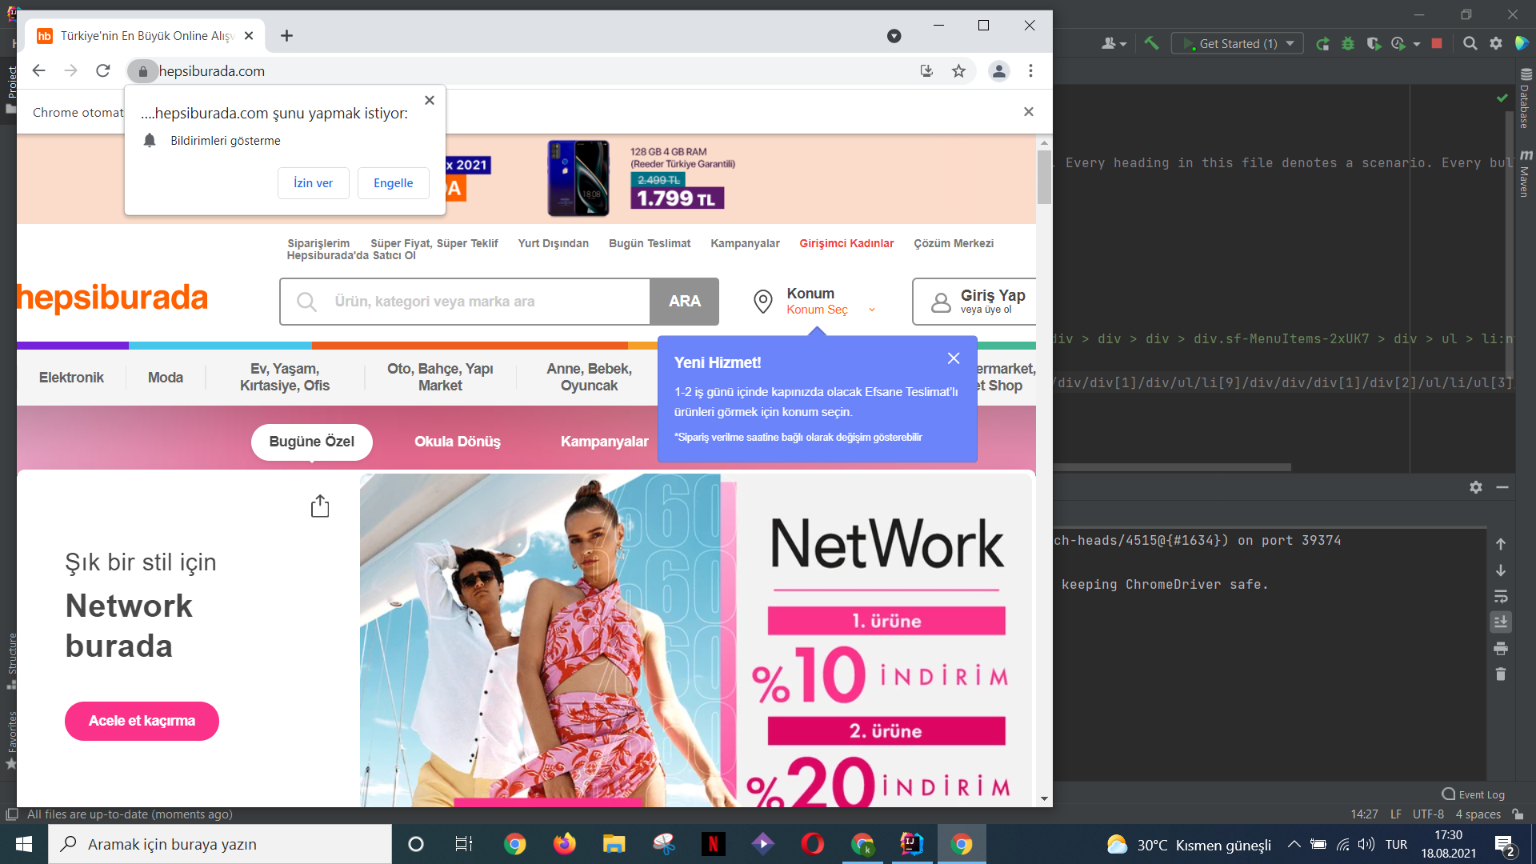 hb Türkiye'nin En Büyük Online Alışv
hepsiburada.com
Chrome otomat
....hepsiburada.com şunu yapmak istiyor:
Bildirimleri gösterme
İzin ver
Engelle
x 2021
DA
128 GB 4 GB RAM
(Reeder Türkiye Garantili)
2.499 TL
1.799 TL
18:08
Siparişlerim
Süper Fiyat, Süper Teklif
Yurt Dışından
Bugün Teslimat
Kampanyalar
Girişimci Kadınlar
Çözüm Merkezi
Hepsiburada'da Satıcı Ol
hepsiburada
Ürün, kategori veya marka ara
ARA
Konum
Konum Seç
Giriş Yap
veya üye ol
Elektronik
Moda
Ev, Yaşam,
Kırtasiye, Ofis
Oto, Bahçe, Yapı
Market
Anne, Bebek,
Oyuncak
ermarket,
et Shop
Yeni Hizmet!
1-2 iş günü içinde kapınızda olacak Efsane Teslimat'lı
ürünleri görmek için konum seçin.
*Sipariş verilme saatine bağlı olarak değişim gösterebilir
Bugüne Özel
Okula Dönüş
Kampanyalar
Şık bir stil için
Network
burada
Acele et kaçırma
NetWork
1. ürüne
%10 İNDİRİM
2. ürüne
%20 İNDİRİM
Get Started (1)
Project
Structure
Favorites
Database
Maven
. Every heading in this file denotes a scenario. Every bul
div > div > div > div.sf-MenuItems-2xUK7 > div > ul > li:n
/div/div[1]/div/ul/li[9]/div/div/div[1]/div[2]/ul/li/ul[3]
ch-heads/4515@{#1634}) on port 39374
keeping ChromeDriver safe.
Event Log
All files are up-to-date (moments ago)
14:27 LF UTF-8 4 spaces
Aramak için buraya yazın
30°C Kısmen güneşli
TUR
17:30
18.08.2021
2